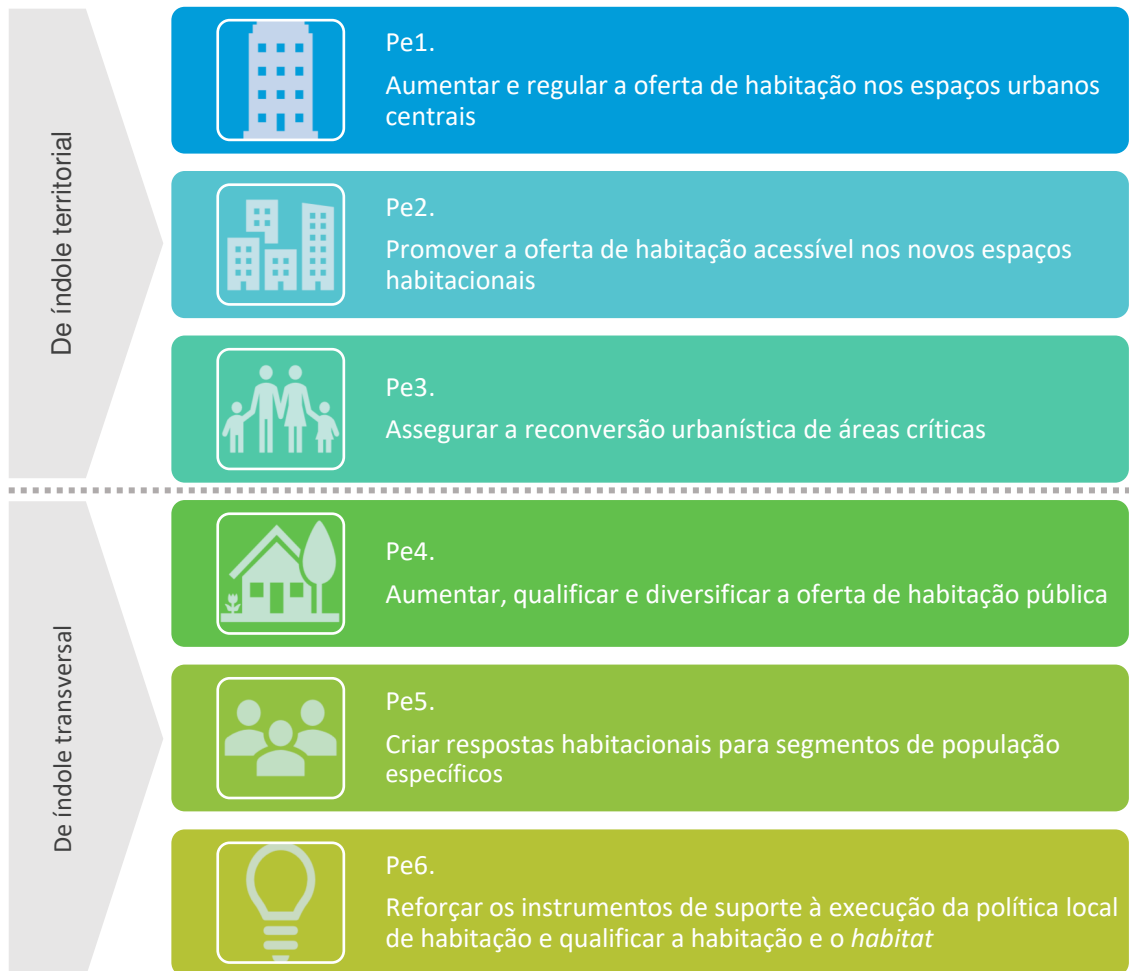 De índole territorial
Pe1.
Aumentar e regular a oferta de habitação nos espaços urbanos
centrais
Pe2.
Promover a oferta de habitação acessível nos novos espaços
habitacionais
Pe3.
Assegurar a reconversão urbanística de áreas críticas
De índole transversal
Pe4.
Aumentar, qualificar e diversificar a oferta de habitação pública
Pe5.
Criar respostas habitacionais para segmentos de população
específicos
Pe6.
Reforçar os instrumentos de suporte à execução da política local
de habitação e qualificar a habitação e o habitat